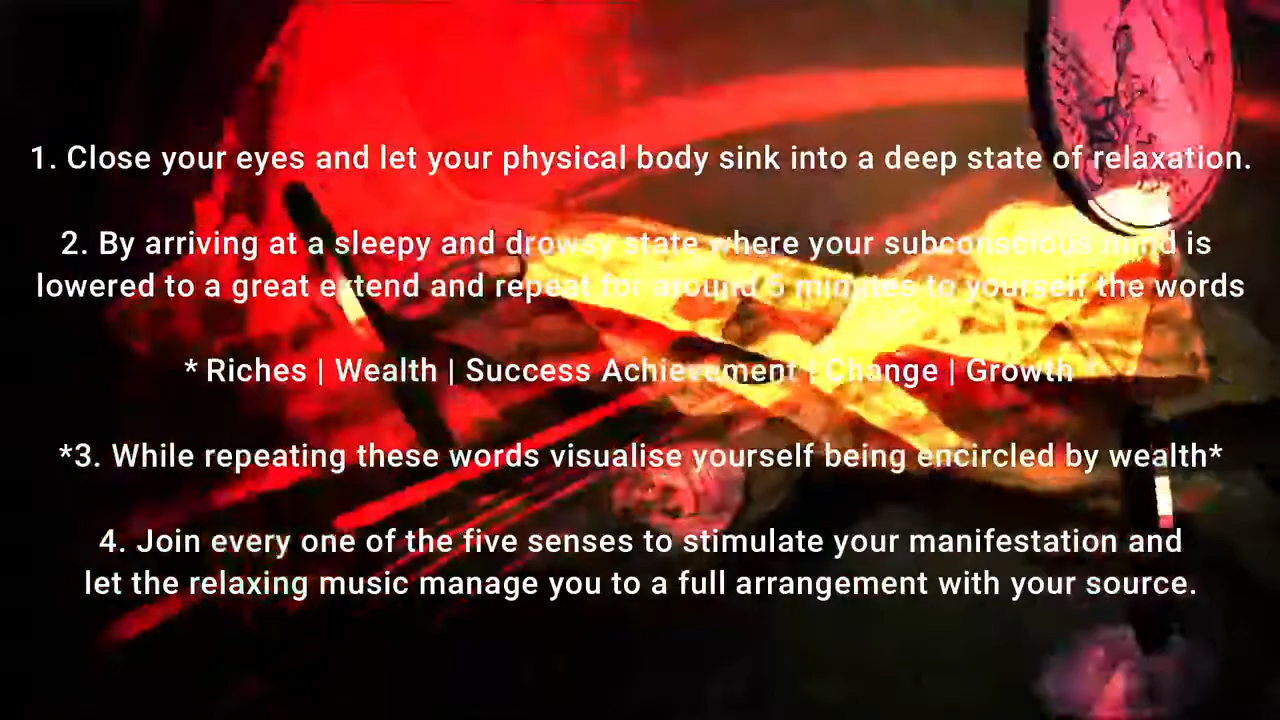 1. Close your eyes and let your physical body sink into a deep state of relaxation.
2. By arriving at a sleepy and drowsy state where your subconscious mind is
lowered to a great extend and repeat for around 5 minutes to yourself the words
* Riches | Wealth | Success Achievement | Change | Growth *
*3. While repeating these words visualise yourself being encircled by wealth*
4. Join every one of the five senses to stimulate your manifestation and
let the relaxing music manage you to a full arrangement with your source.